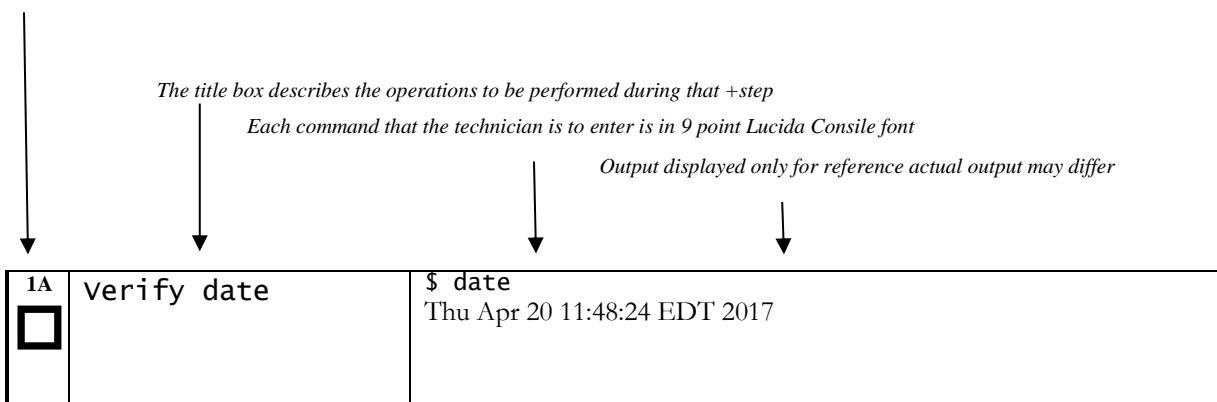 The title box describes the operations to be performed during that +step
Each command that the technician is to enter is in 9 point Lucida Consile font
Output displayed only for reference actual output may differ
1A
Verify date
$ date
Thu Apr 20 11:48:24 EDT 2017